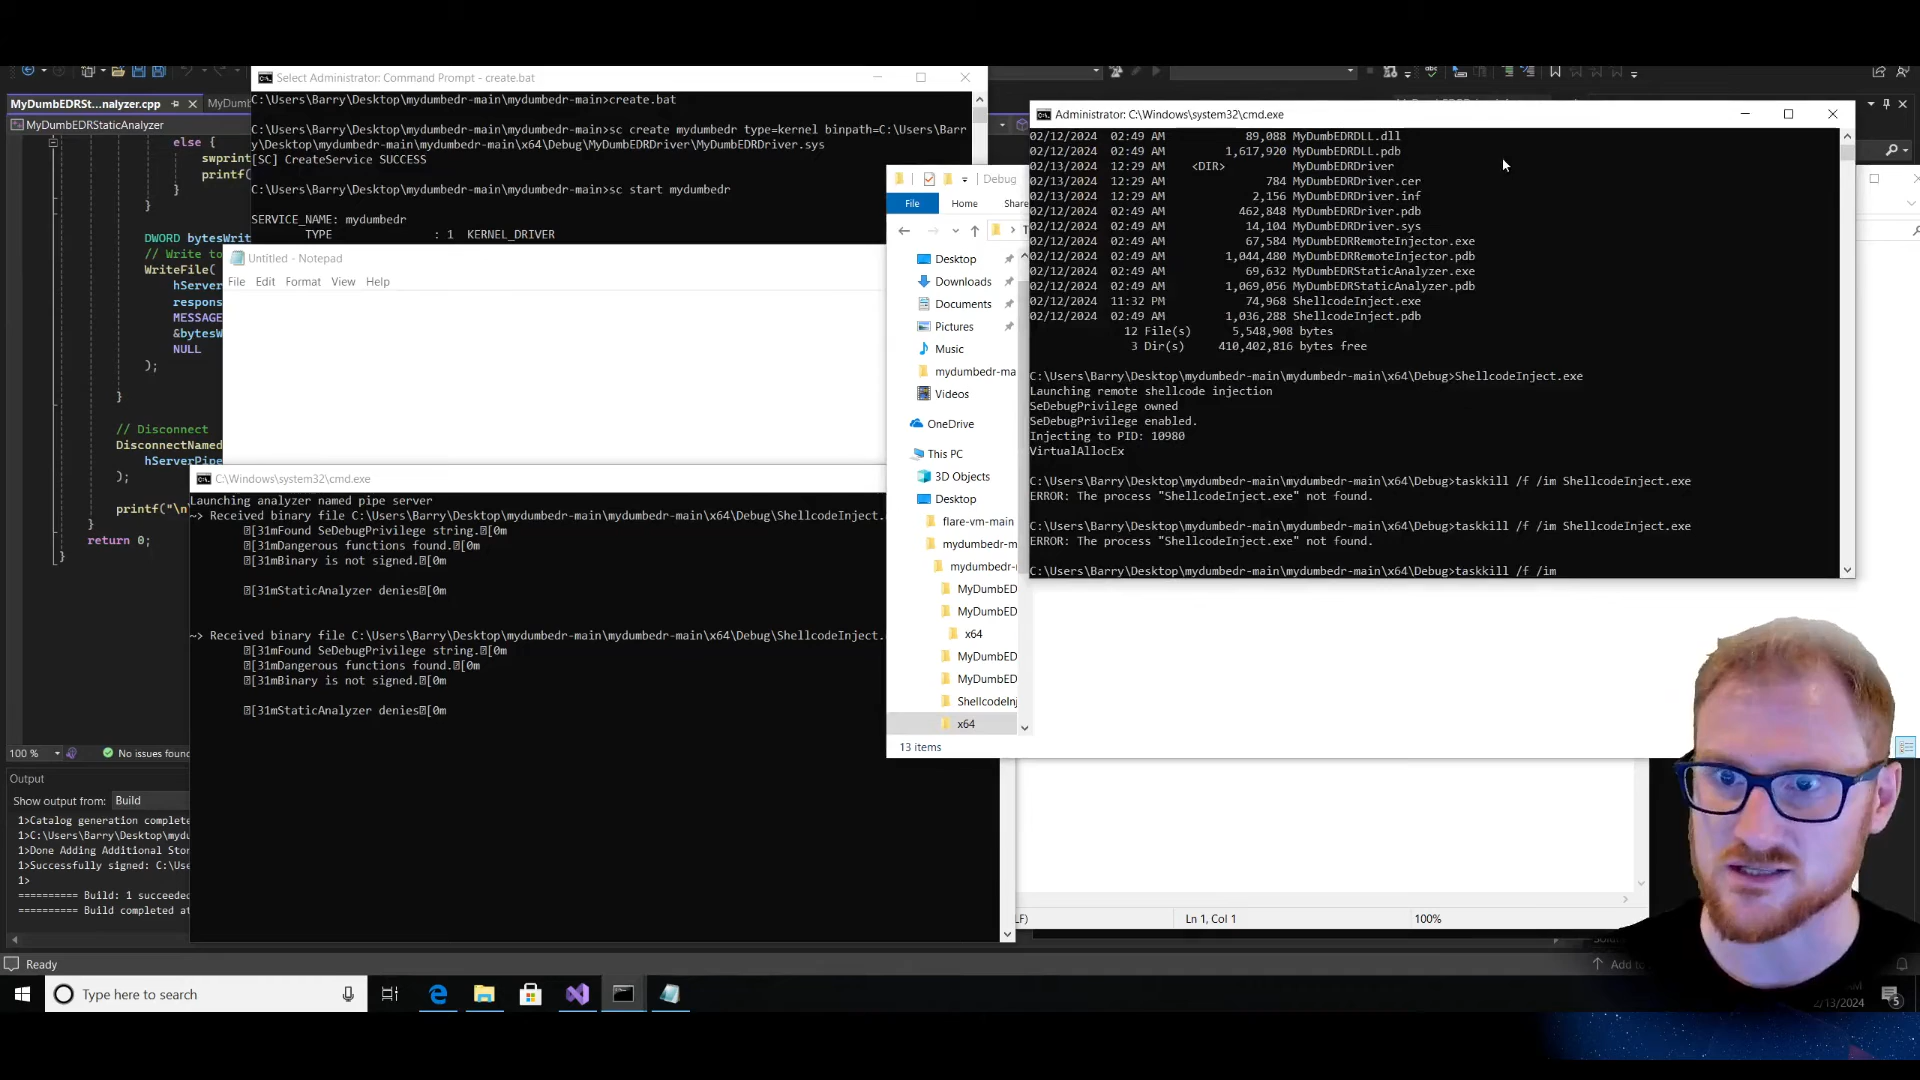 MyDumbEDRSt...nalyzer.cpp
MyDumbEDRStaticAnalyzer
else {
swprint
printf(
}
}
DWORD bytesWrit
// Write to
WriteFile(
hServer
respons
MESSAGE
&bytesW
NULL
);
}
// Disconnect
DisconnectNamed
hServerPipe
);
printf("\n
}
return 0;
}
100 %
No issues found
Output
Show output from:
Build
1>Catalog generation complete
1>C:\Users\Barry\Desktop\mydu
1>Done Adding Additional Stor
1>Successfully signed: C:\Use
1>
========== Build: 1 succeeded
========== Build completed at
Ready
Select Administrator: Command Prompt - create.bat
C:\Users\Barry\Desktop\mydumbedr-main\mydumbedr-main>create.bat
C:\Users\Barry\Desktop\mydumbedr-main\mydumbedr-main>sc create mydumbedr type=kernel binpath=C:\Users\Barr
y\Desktop\mydumbedr-main\mydumbedr-main\x64\Debug\MyDumbEDRDriver\MyDumbEDRDriver.sys
[SC] CreateService SUCCESS
C:\Users\Barry\Desktop\mydumbedr-main\mydumbedr-main>sc start mydumbedr
SERVICE_NAME: mydumbedr
TYPE : 1 KERNEL_DRIVER
Untitled - Notepad
File Edit Format View Help
C:\Windows\system32\cmd.exe
Launching analyzer named pipe server
~> Received binary file C:\Users\Barry\Desktop\mydumbedr-main\mydumbedr-main\x64\Debug\ShellcodeInject.
[31mFound SeDebugPrivilege string.[0m
[31mDangerous functions found.[0m
[31mBinary is not signed.[0m
[31mStaticAnalyzer denies[0m
~> Received binary file C:\Users\Barry\Desktop\mydumbedr-main\mydumbedr-main\x64\Debug\ShellcodeInject.
[31mFound SeDebugPrivilege string.[0m
[31mDangerous functions found.[0m
[31mBinary is not signed.[0m
[31mStaticAnalyzer denies[0m
Debug
File Home Share
Desktop
Downloads
Documents
Pictures
Music
mydumbedr-ma
Videos
OneDrive
This PC
3D Objects
Desktop
flare-vm-main
mydumbedr-m
mydumbedr-
MyDumbED
MyDumbED
x64
MyDumbED
MyDumbED
ShellcodeInj
x64
13 items
Administrator: C:\Windows\system32\cmd.exe
02/12/2024 02:49 AM 89,088 MyDumbEDRDLL.dll
02/12/2024 02:49 AM 1,617,920 MyDumbEDRDLL.pdb
02/13/2024 12:29 AM <DIR> MyDumbEDRDriver
02/13/2024 12:29 AM 784 MyDumbEDRDriver.cer
02/13/2024 12:29 AM 2,156 MyDumbEDRDriver.inf
02/12/2024 02:49 AM 462,848 MyDumbEDRDriver.pdb
02/12/2024 02:49 AM 14,104 MyDumbEDRDriver.sys
02/12/2024 02:49 AM 67,584 MyDumbEDRRemoteInjector.exe
02/12/2024 02:49 AM 1,044,480 MyDumbEDRRemoteInjector.pdb
02/12/2024 02:49 AM 69,632 MyDumbEDRStaticAnalyzer.exe
02/12/2024 02:49 AM 1,069,056 MyDumbEDRStaticAnalyzer.pdb
02/12/2024 11:32 PM 74,968 ShellcodeInject.exe
02/12/2024 02:49 AM 1,036,288 ShellcodeInject.pdb
12 File(s) 5,548,908 bytes
3 Dir(s) 410,402,816 bytes free
C:\Users\Barry\Desktop\mydumbedr-main\mydumbedr-main\x64\Debug>ShellcodeInject.exe
Launching remote shellcode injection
SeDebugPrivilege owned
SeDebugPrivilege enabled.
Injecting to PID: 10980
VirtualAllocEx
C:\Users\Barry\Desktop\mydumbedr-main\mydumbedr-main\x64\Debug>taskkill /f /im ShellcodeInject.exe
ERROR: The process "ShellcodeInject.exe" not found.
C:\Users\Barry\Desktop\mydumbedr-main\mydumbedr-main\x64\Debug>taskkill /f /im ShellcodeInject.exe
ERROR: The process "ShellcodeInject.exe" not found.
C:\Users\Barry\Desktop\mydumbedr-main\mydumbedr-main\x64\Debug>taskkill /f /im
LF) Ln 1, Col 1 100%
Add to
Type here to search
2/13/2024
5